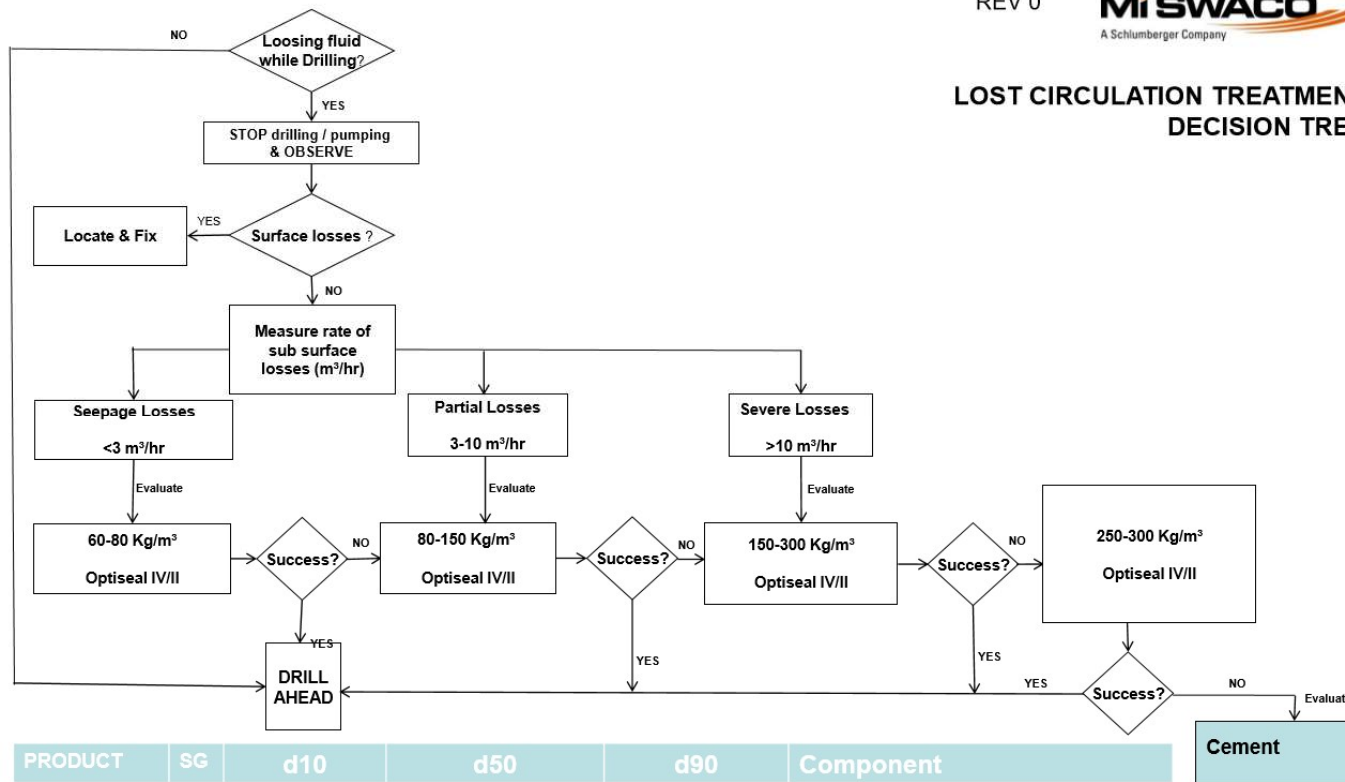 REV 0
Mi SWACO
A Schlumberger Company
LOST CIRCULATION TREATMEN
DECISION TRE
NO
Loosing fluid
while Drilling?
YES
STOP drilling / pumping
& OBSERVE
Locate & Fix
YES
Surface losses ?
NO
Measure rate of
sub surface
losses (m³/hr)
Seepage Losses
<3 m³/hr
Partial Losses
3-10 m³/hr
Severe Losses
>10 m³/hr
Evaluate
Evaluate
Evaluate
60-80 Kg/m³
Optiseal IV/II
Success?
NO
80-150 Kg/m³
Optiseal IV/II
Success?
NO
150-300 Kg/m³
Optiseal IV/II
Success?
NO
250-300 Kg/m³
Optiseal IV/II
YES
YES
YES
DRILL
AHEAD
YES
Success?
NO
Evaluat
Cement
PRODUCT SG d10 d50 d90 Component